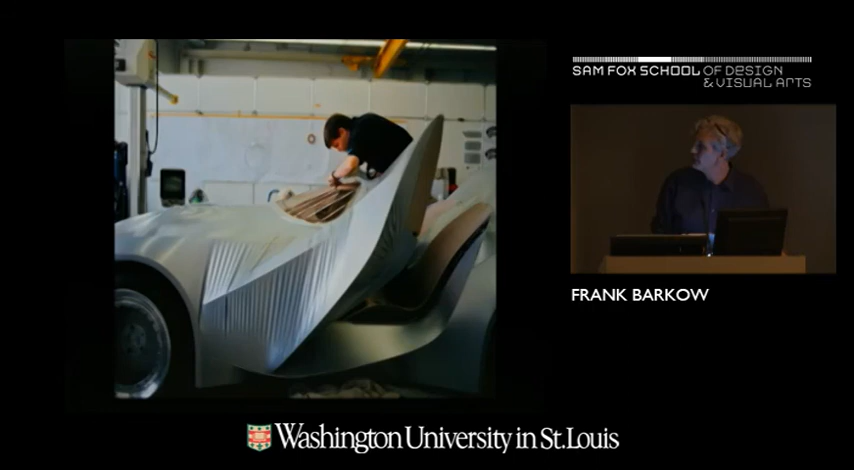 SAM FOX SCHOOL OF DESIGN
& VISUAL ARTS
FRANK BARKOW
Washington University in St. Louis